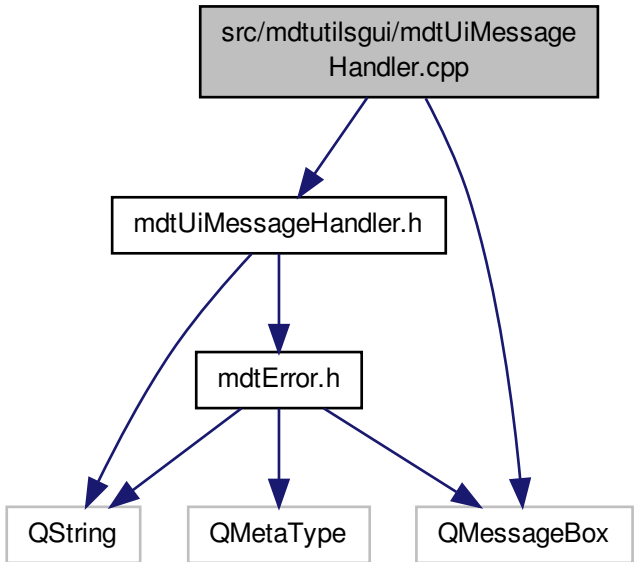 src/mdtutilsgui/mdtUiMessage
Handler.cpp
mdtUiMessageHandler.h
mdtError.h
QString
QMetaType
QMessageBox